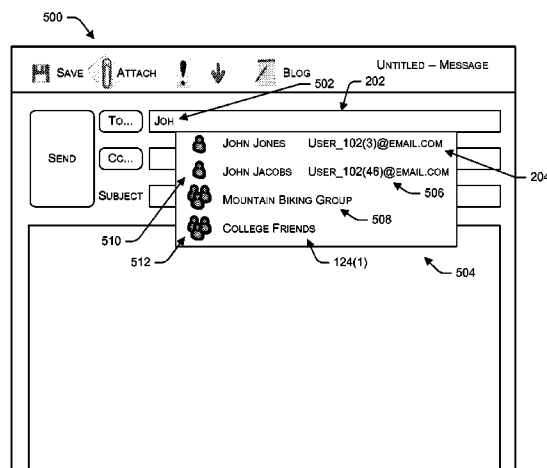 500
SAVE ATTACH ! BLOG UNTITLED – MESSAGE
502 202
TO... JOH
SEND
JOHN JONES USER_102(3)@EMAIL.COM
CC... JOHN JACOBS USER_102(46)@EMAIL.COM 204
SUBJECT MOUNTAIN BIKING GROUP 506
510 COLLEGE FRIENDS 508
512 124(1) 504